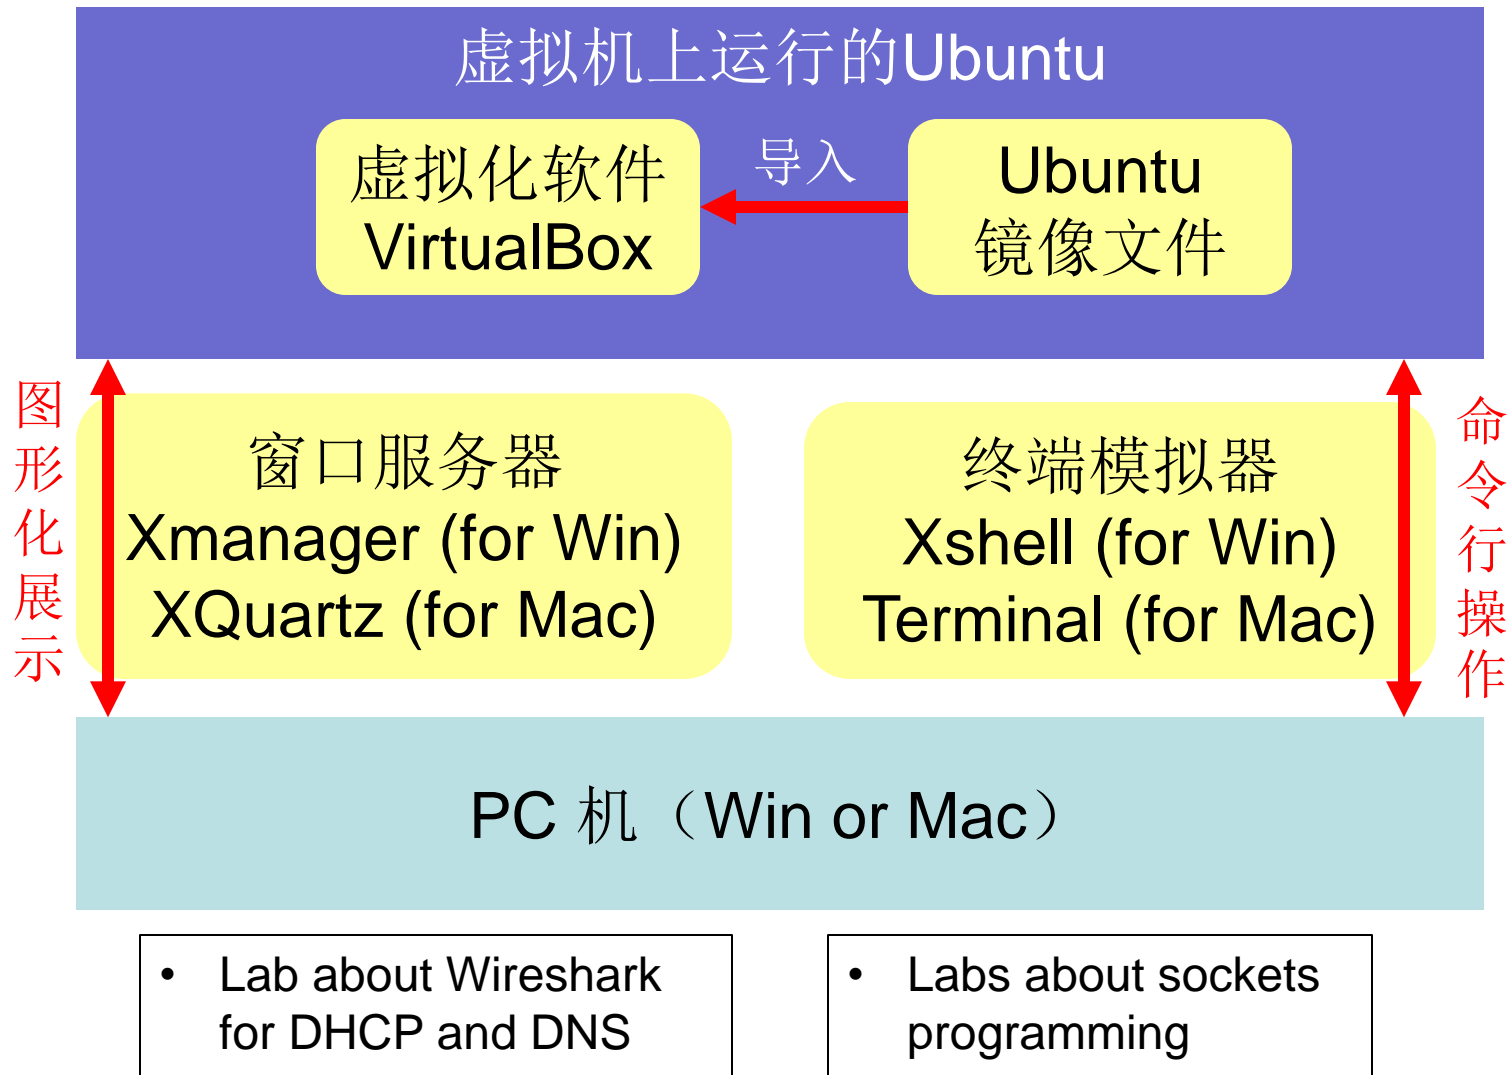 虚拟机上运行的Ubuntu
虚拟化软件
VirtualBox
导入
Ubuntu
镜像文件
图形化展示
窗口服务器
Xmanager (for Win)
XQuartz (for Mac)
终端模拟器
Xshell (for Win)
Terminal (for Mac)
命令行操作
PC 机（Win or Mac）
• Lab about Wireshark
for DHCP and DNS
• Labs about sockets
programming